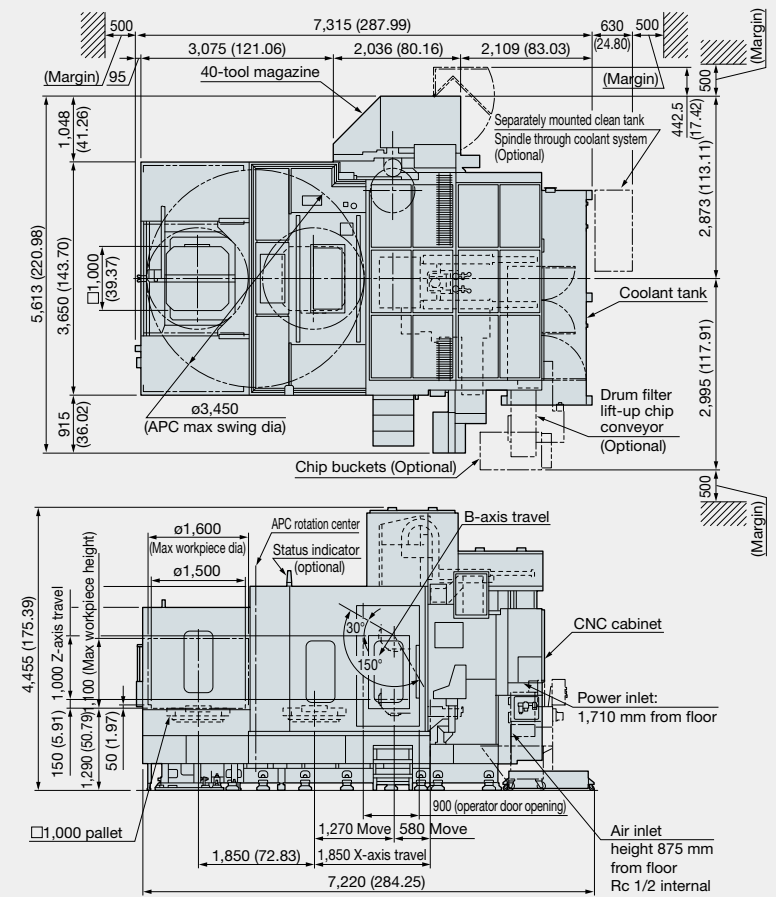 500
7,315 (287.99)
630
(24.80)
500
3,075 (121.06)
2,036 (80.16)
2,109 (83.03)
(Margin)
95
40-tool magazine
(Margin)
500
(Margin)
442.5
(17.42)
1,048
(41.26)
Separately mounted clean tank
Spindle through coolant system
(Optional)
2,873 (113.11)
5,613 (220.98)
3,650 (143.70)
□1,000
(39.37)
Coolant tank
2,995 (117.91)
915
(36.02)
ø3,450
(APC max swing dia)
Drum filter
lift-up chip
conveyor
(Optional)
Chip buckets (Optional)
500
(Margin)
ø1,600
(Max workpiece dia)
ø1,500
APC rotation center
Status indicator
(optional)
B-axis travel
30°
150°
CNC cabinet
4,455 (175.39)
150 (5.91)
1,000 Z-axis travel
1,290 (50.79)
1,100 (Max workpiece height)
50 (1.97)
Power inlet:
1,710 mm from floor
900 (operator door opening)
□1,000 pallet
1,270 Move
580 Move
1,850 (72.83)
1,850 X-axis travel
7,220 (284.25)
Air inlet
height 875 mm
from floor
Rc 1/2 internal